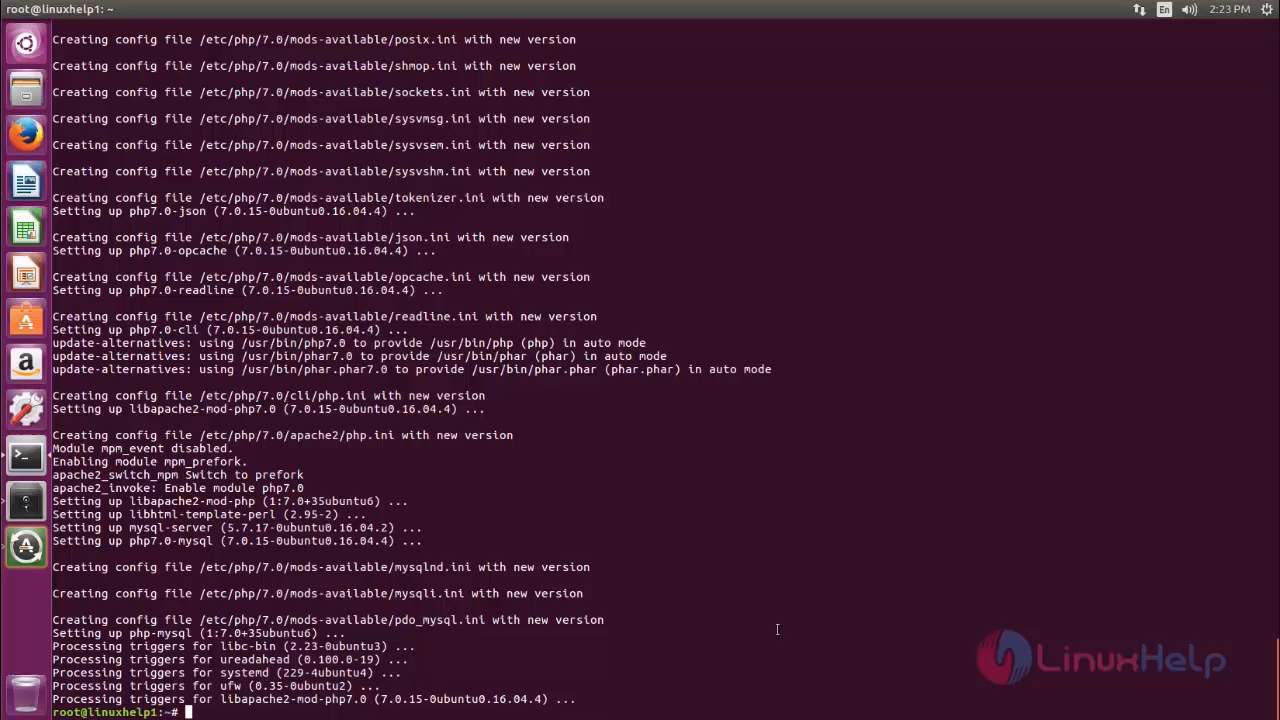 root@linuxhelp1: ~
En
2:23 PM
Creating config file /etc/php/7.0/mods-available/posix.ini with new version
Creating config file /etc/php/7.0/mods-available/shmop.ini with new version
Creating config file /etc/php/7.0/mods-available/sockets.ini with new version
Creating config file /etc/php/7.0/mods-available/sysvmsg.ini with new version
Creating config file /etc/php/7.0/mods-available/sysvsem.ini with new version
Creating config file /etc/php/7.0/mods-available/sysvshm.ini with new version
Creating config file /etc/php/7.0/mods-available/tokenizer.ini with new version
Setting up php7.0-json (7.0.15-0ubuntu0.16.04.4) ...
Creating config file /etc/php/7.0/mods-available/json.ini with new version
Setting up php7.0-opcache (7.0.15-0ubuntu0.16.04.4) ...
Creating config file /etc/php/7.0/mods-available/opcache.ini with new version
Setting up php7.0-readline (7.0.15-0ubuntu0.16.04.4) ...
Creating config file /etc/php/7.0/mods-available/readline.ini with new version
Setting up php7.0-cli (7.0.15-0ubuntu0.16.04.4) ...
update-alternatives: using /usr/bin/php7.0 to provide /usr/bin/php (php) in auto mode
update-alternatives: using /usr/bin/phar7.0 to provide /usr/bin/phar (phar) in auto mode
update-alternatives: using /usr/bin/phar.phar7.0 to provide /usr/bin/phar.phar (phar.phar) in auto mode
Creating config file /etc/php/7.0/cli/php.ini with new version
Setting up libapache2-mod-php7.0 (7.0.15-0ubuntu0.16.04.4) ...
Creating config file /etc/php/7.0/apache2/php.ini with new version
Module mpm_event disabled.
Enabling module mpm_prefork.
apache2_switch_mpm Switch to prefork
apache2_invoke: Enable module php7.0
Setting up libapache2-mod-php (1:7.0+35ubuntu6) ...
Setting up libhtml-template-perl (2.95-2) ...
Setting up mysql-server (5.7.17-0ubuntu0.16.04.2) ...
Setting up php7.0-mysql (7.0.15-0ubuntu0.16.04.4) ...
Creating config file /etc/php/7.0/mods-available/mysqlnd.ini with new version
Creating config file /etc/php/7.0/mods-available/mysqli.ini with new version
Creating config file /etc/php/7.0/mods-available/pdo_mysql.ini with new version
Setting up php-mysql (1:7.0+35ubuntu6) ...
Processing triggers for libc-bin (2.23-0ubuntu3) ...
Processing triggers for ureadahead (0.100.0-19) ...
Processing triggers for systemd (229-4ubuntu4) ...
Processing triggers for ufw (0.35-0ubuntu2) ...
Processing triggers for libapache2-mod-php7.0 (7.0.15-0ubuntu0.16.04.4) ...
root@linuxhelp1:~#
LinuxHelp